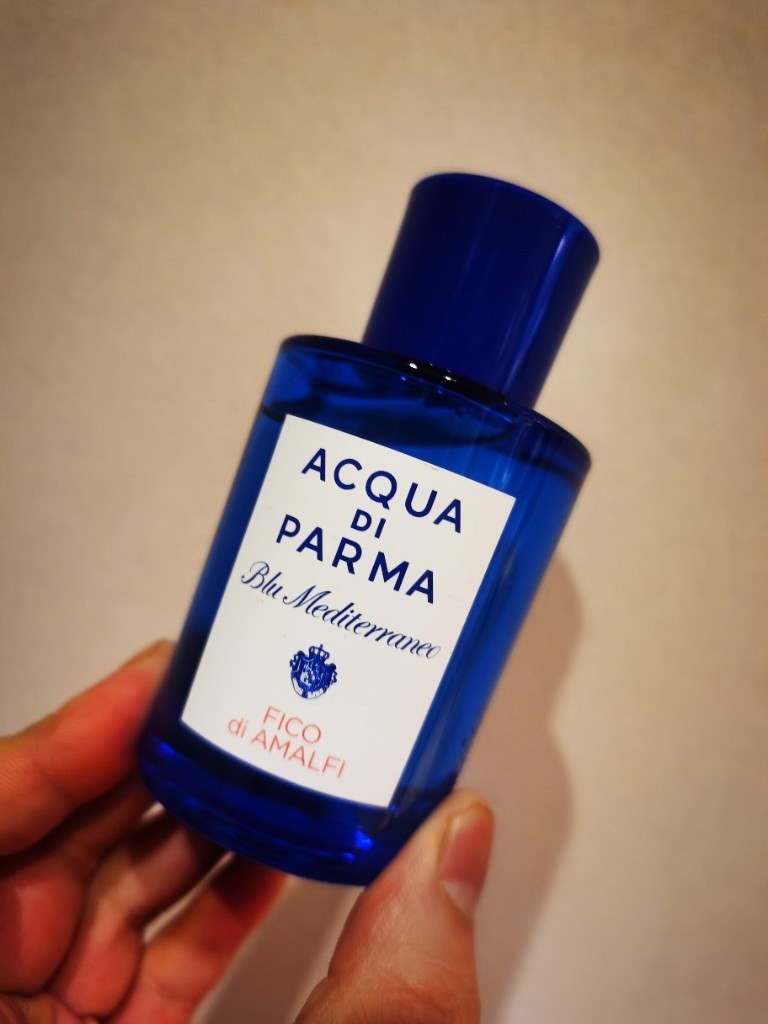 ACQUA
DI
PARMA
Blu Mediterraneo
FICO
di AMALFI